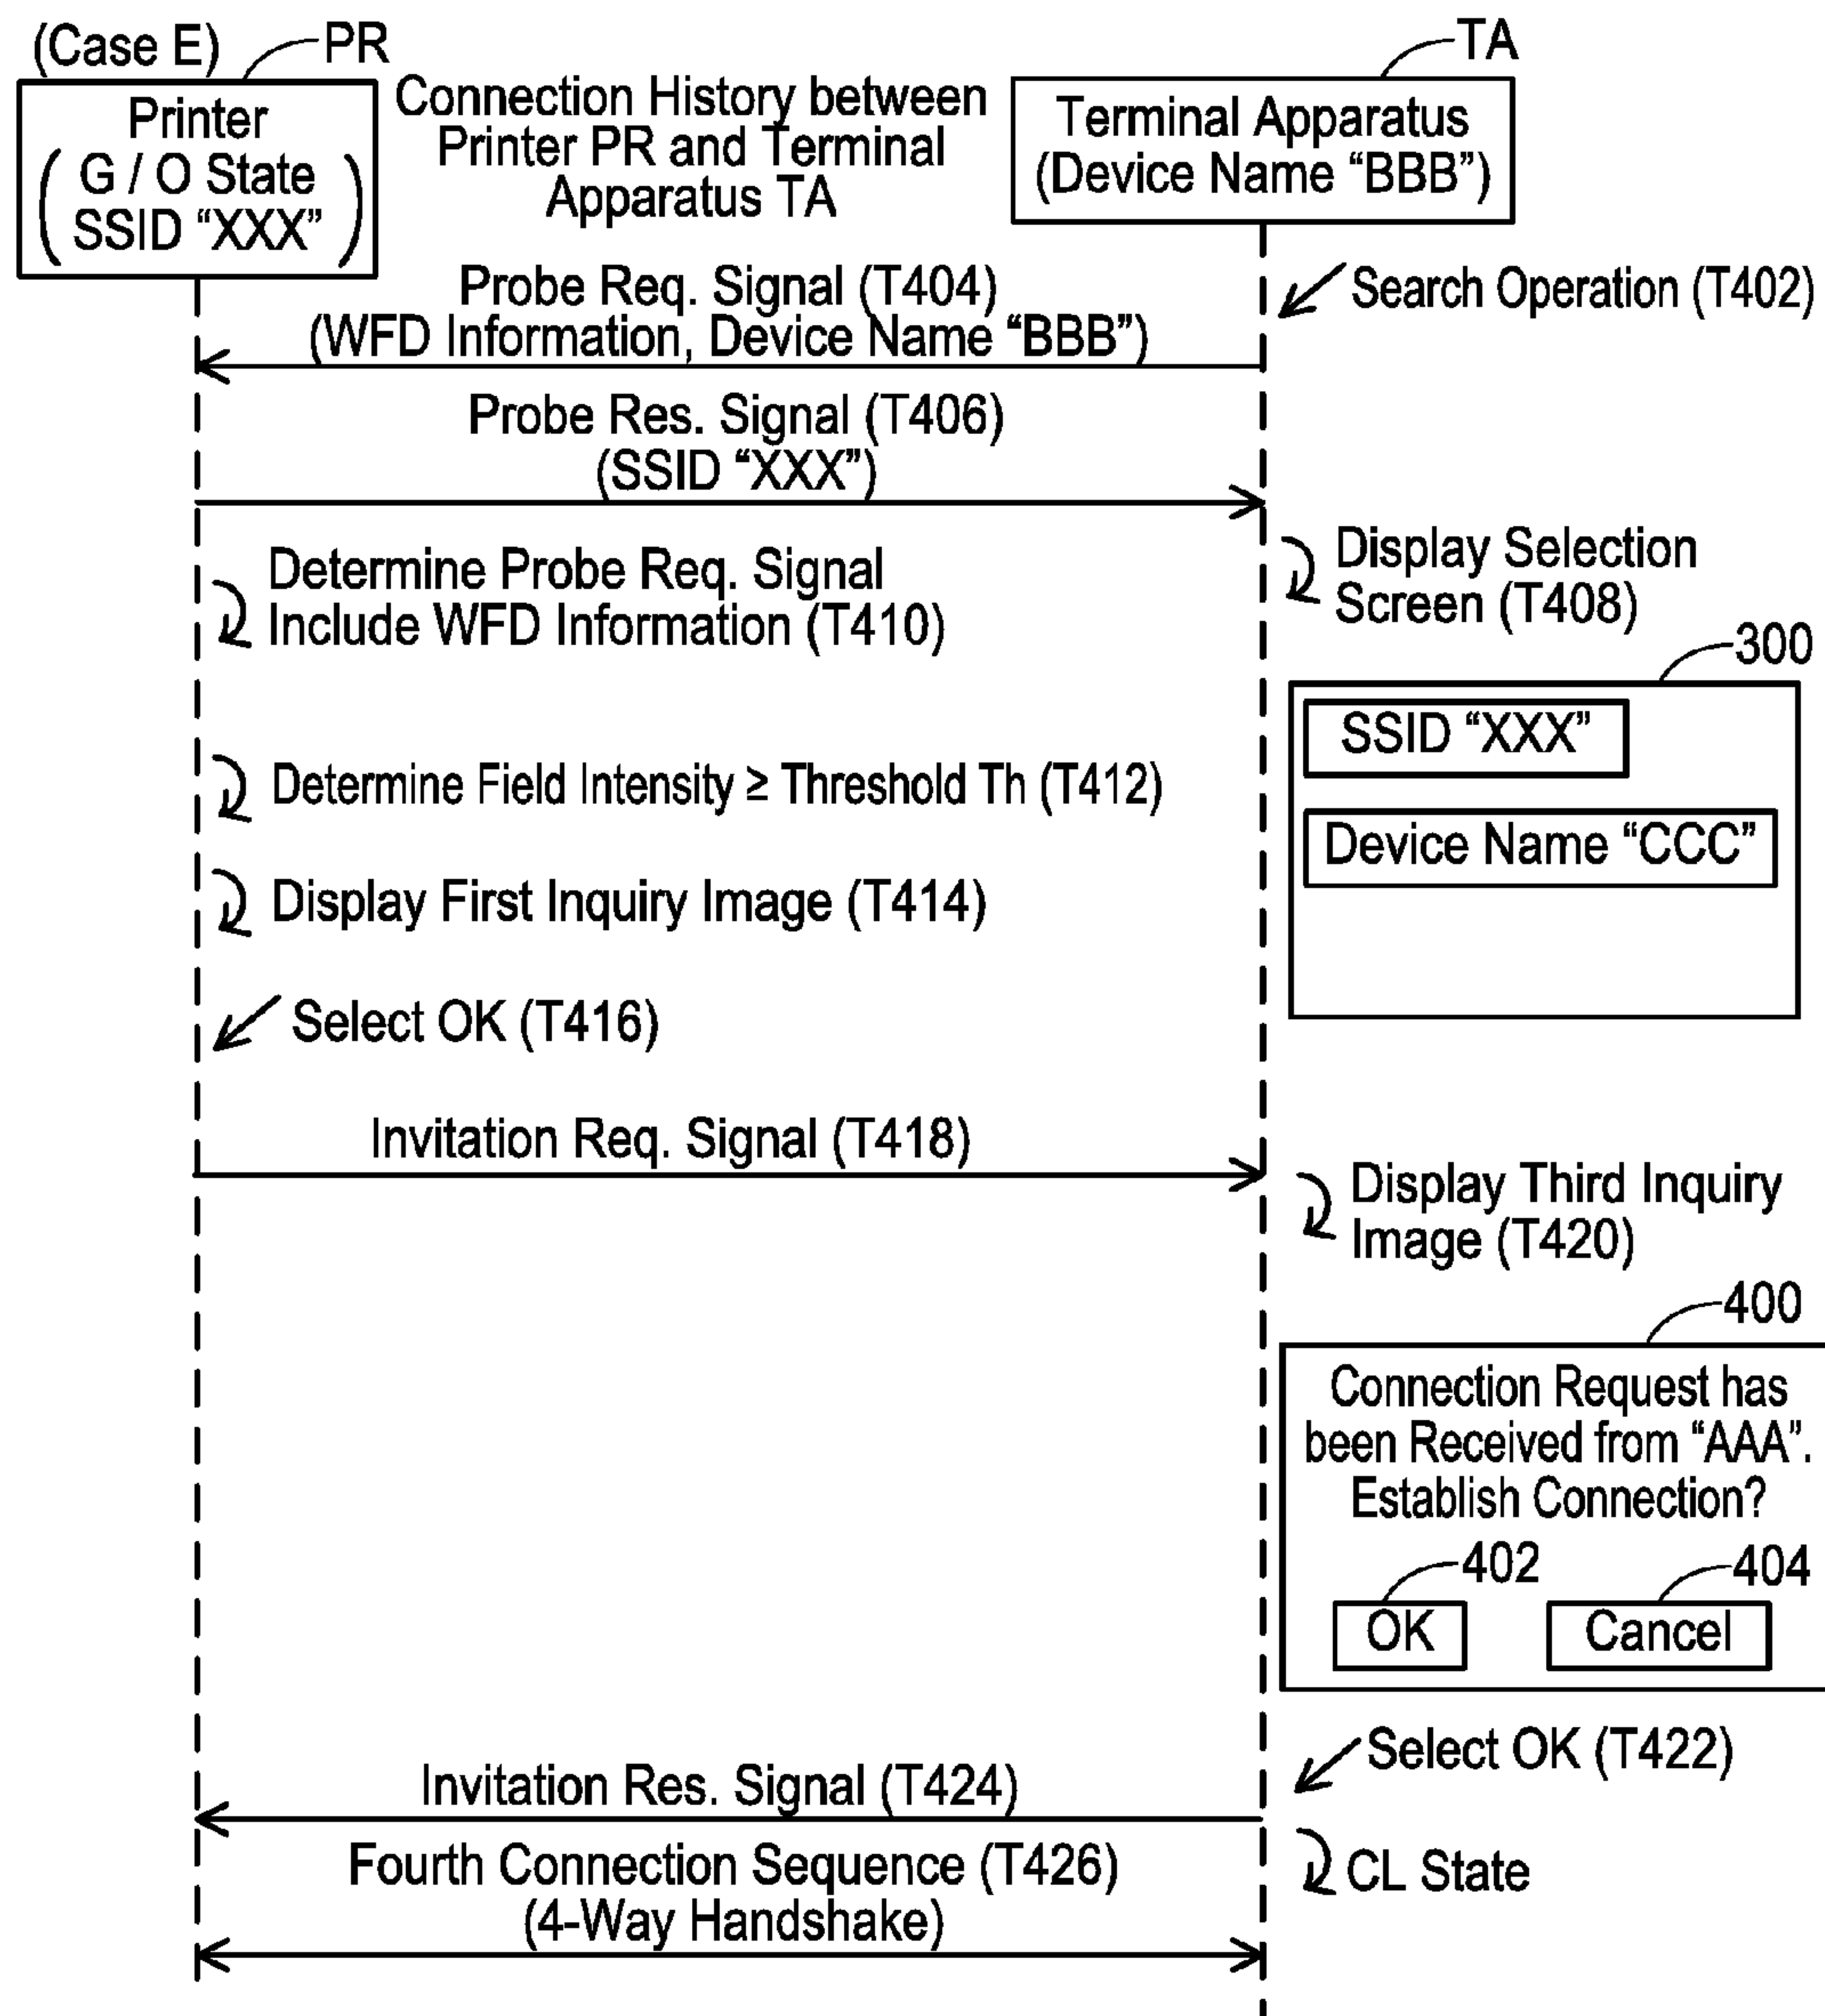 (Case E)
PR
TA
Printer
G / O State
SSID “XXX”
Connection History between
Printer PR and Terminal
Apparatus TA
Terminal Apparatus
(Device Name “BBB”)
Search Operation (T402)
Probe Req. Signal (T404)
(WFD Information, Device Name “BBB”)
Probe Res. Signal (T406)
(SSID “XXX”)
Display Selection
Screen (T408)
Determine Probe Req. Signal
Include WFD Information (T410)
300
SSID “XXX”
Device Name “CCC”
Determine Field Intensity ≥ Threshold Th (T412)
Display First Inquiry Image (T414)
Select OK (T416)
Invitation Req. Signal (T418)
Display Third Inquiry
Image (T420)
400
Connection Request has
been Received from “AAA”.
Establish Connection?
402
404
OK
Cancel
Select OK (T422)
Invitation Res. Signal (T424)
CL State
Fourth Connection Sequence (T426)
(4-Way Handshake)